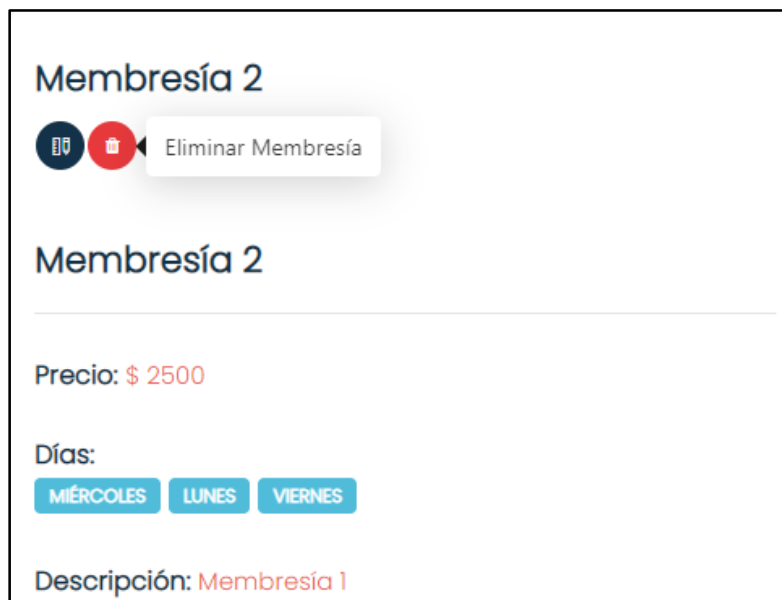 Membresía 2
Eliminar Membresía
Membresía 2
Precio: $ 2500
Días:
MIÉRCOLES LUNES VIERNES
Descripción: Membresía 1